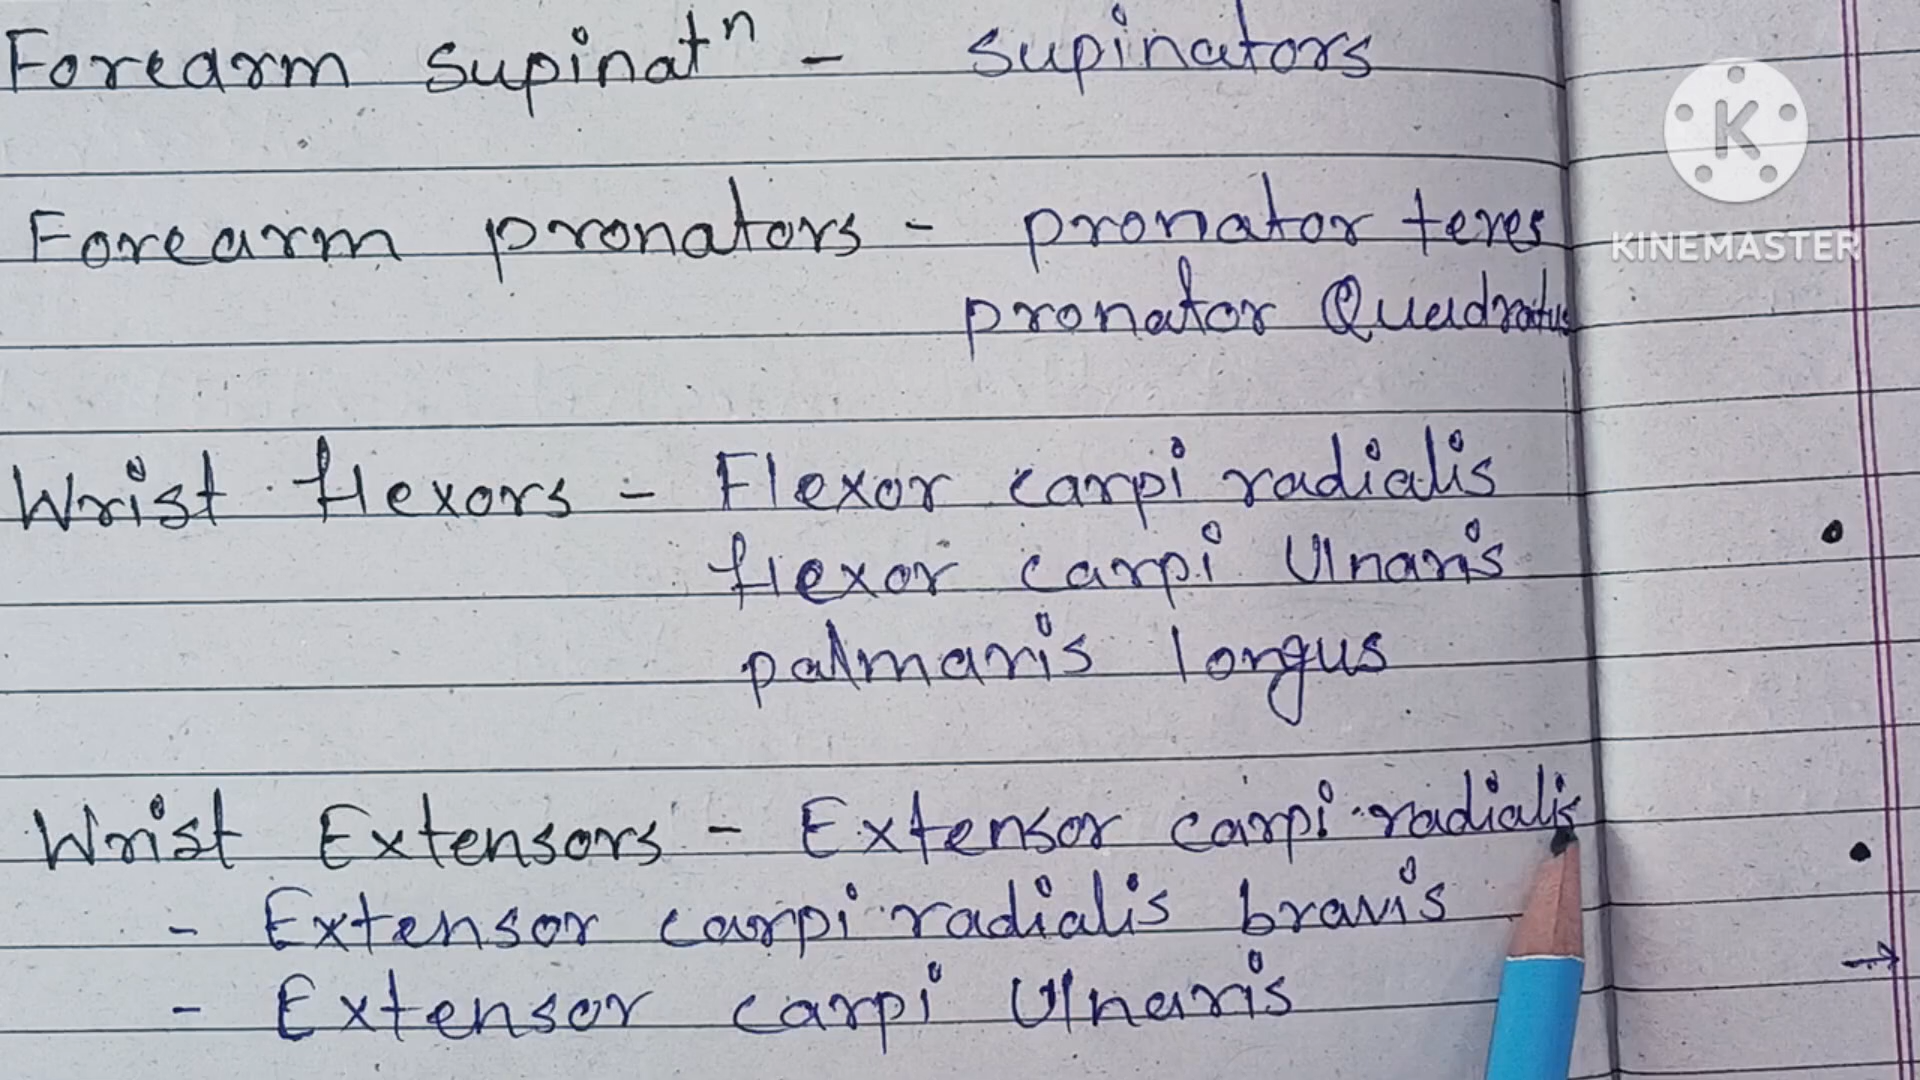 Forearm supinatⁿ - supinators
Forearm pronators - pronator teres
pronator Quadratus
Wrist flexors - Flexor carpi radialis
flexor carpi Ulnaris
palmaris longus
Wrist Extensors - Extensor carpi radialis
- Extensor carpi radialis bravis
- Extensor carpi Ulnaris
K
KINEMASTER